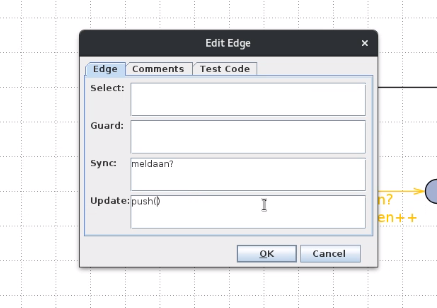 Edit Edge
Edge
Comments
Test Code
Select:
Guard:
Sync:
meldaan?
Update:
push()
OK
Cancel
n?
en++